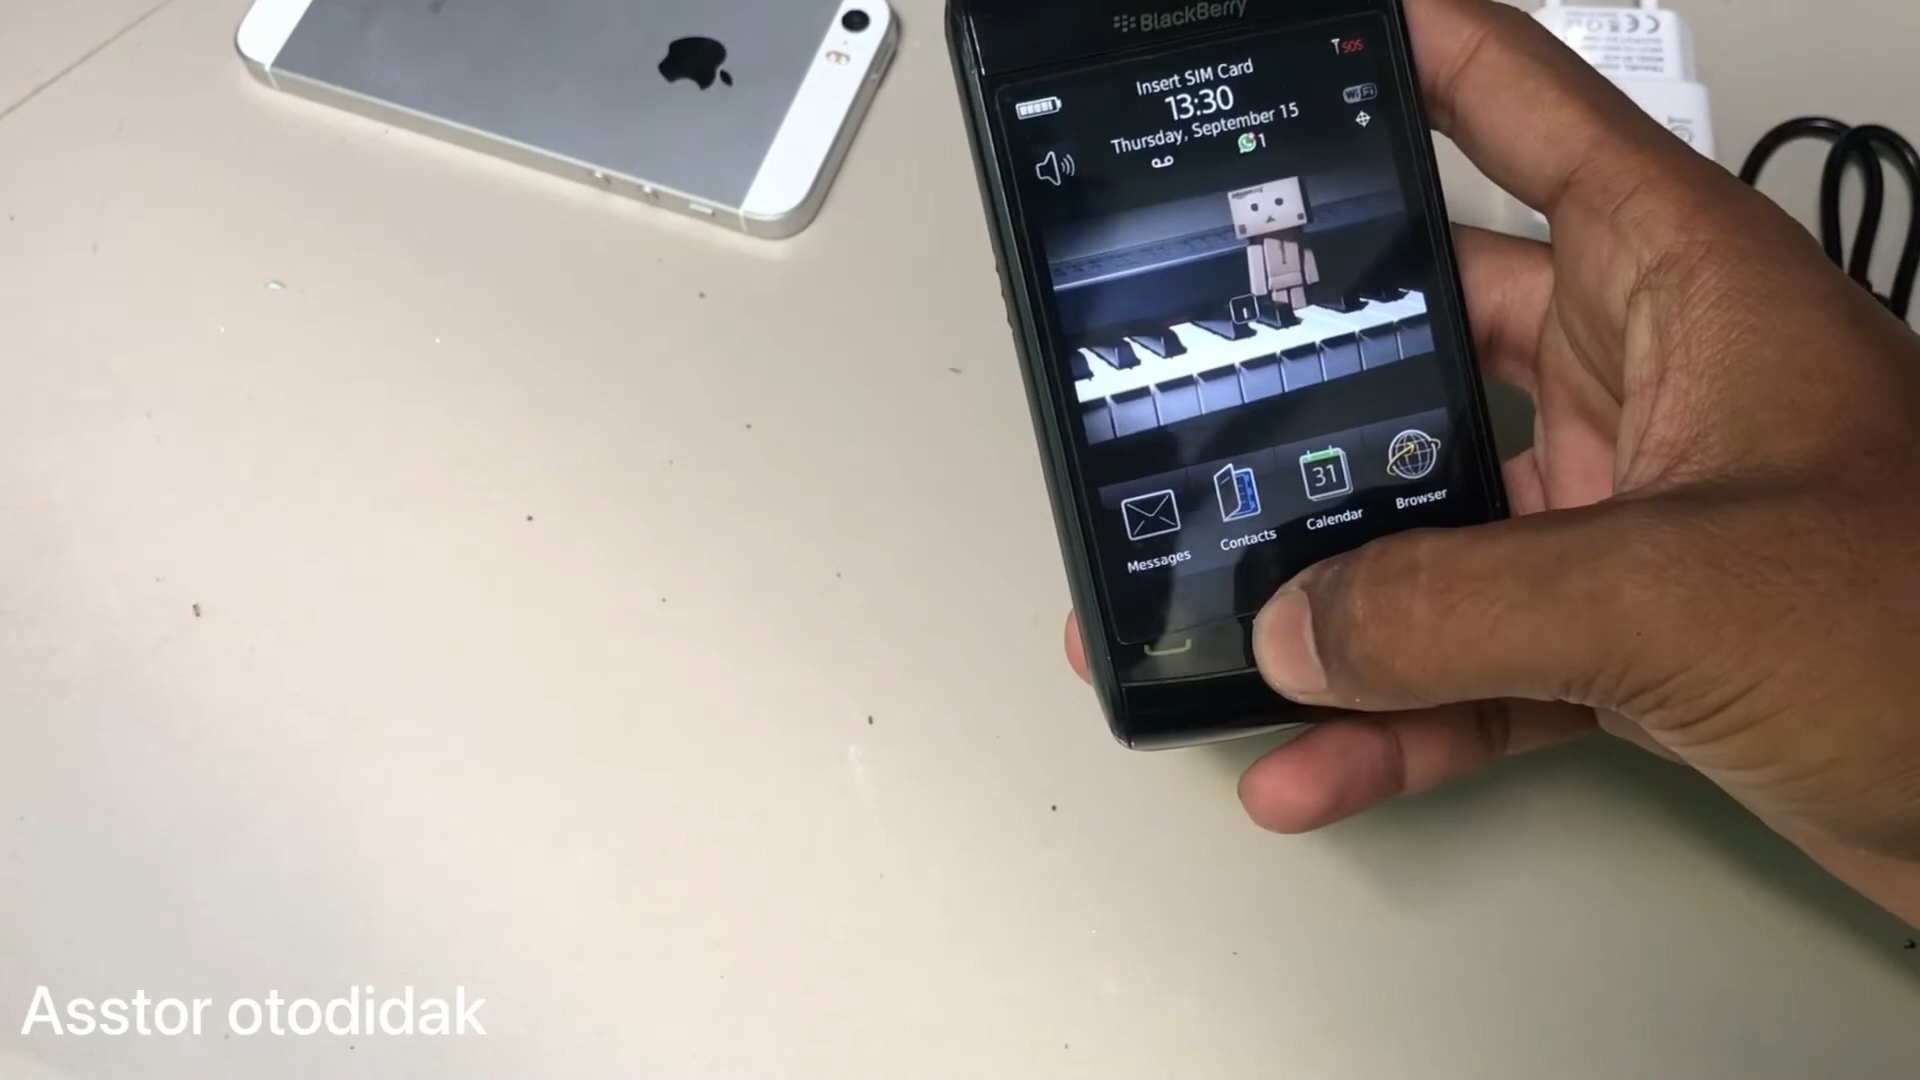 BlackBerry
SOS
Insert SIM Card
13:30
WiFi
Thursday, September 15
1
31
Messages
Contacts
Calendar
Browser
Asstor otodidak